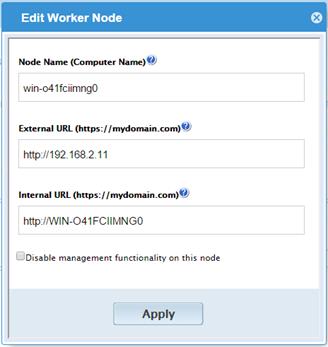 Edit Worker Node
Node Name (Computer Name)
win-o41fciimng0
External URL (https://mydomain.com)
http://192.168.2.11
Internal URL (https://mydomain.com)
http://WIN-O41FCIIMNG0
Disable management functionality on this node
Apply